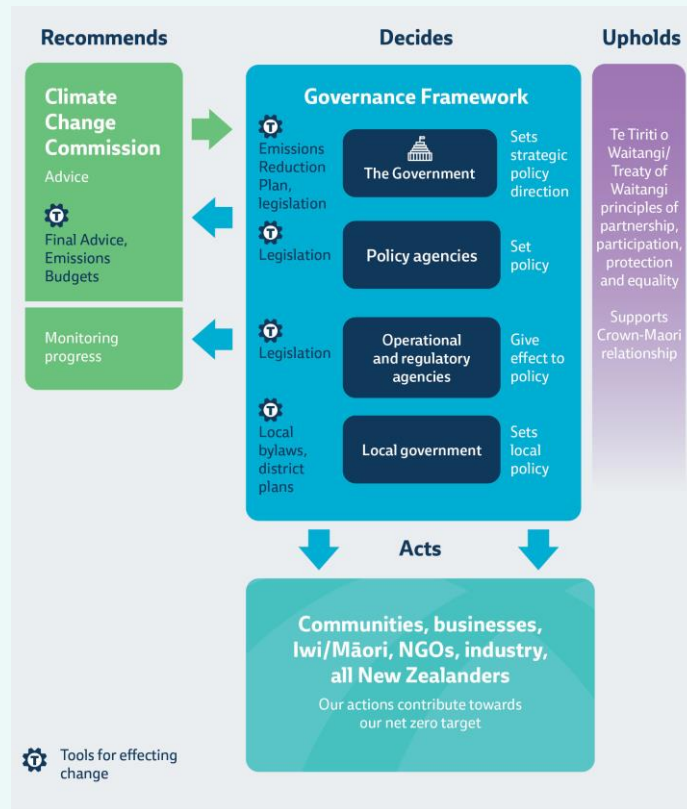 Recommends
Decides
Upholds
Climate
Change
Commission
Advice
T
Final Advice,
Emissions
Budgets
Monitoring
progress
Governance Framework
T
Emissions
Reduction
Plan,
legislation
The Government
Sets
strategic
policy
direction
T
Legislation
Policy agencies
Set
policy
T
Legislation
Operational
and regulatory
agencies
Give
effect to
policy
T
Local
bylaws,
district
plans
Local government
Sets
local
policy
Te Tiriti o
Waitangi/
Treaty of
Waitangi
principles of
partnership,
participation,
protection
and equality
Supports
Crown-Maori
relationship
Acts
Communities, businesses,
Iwi/Māori, NGOs, industry,
all New Zealanders
Our actions contribute towards
our net zero target
T
Tools for effecting
change